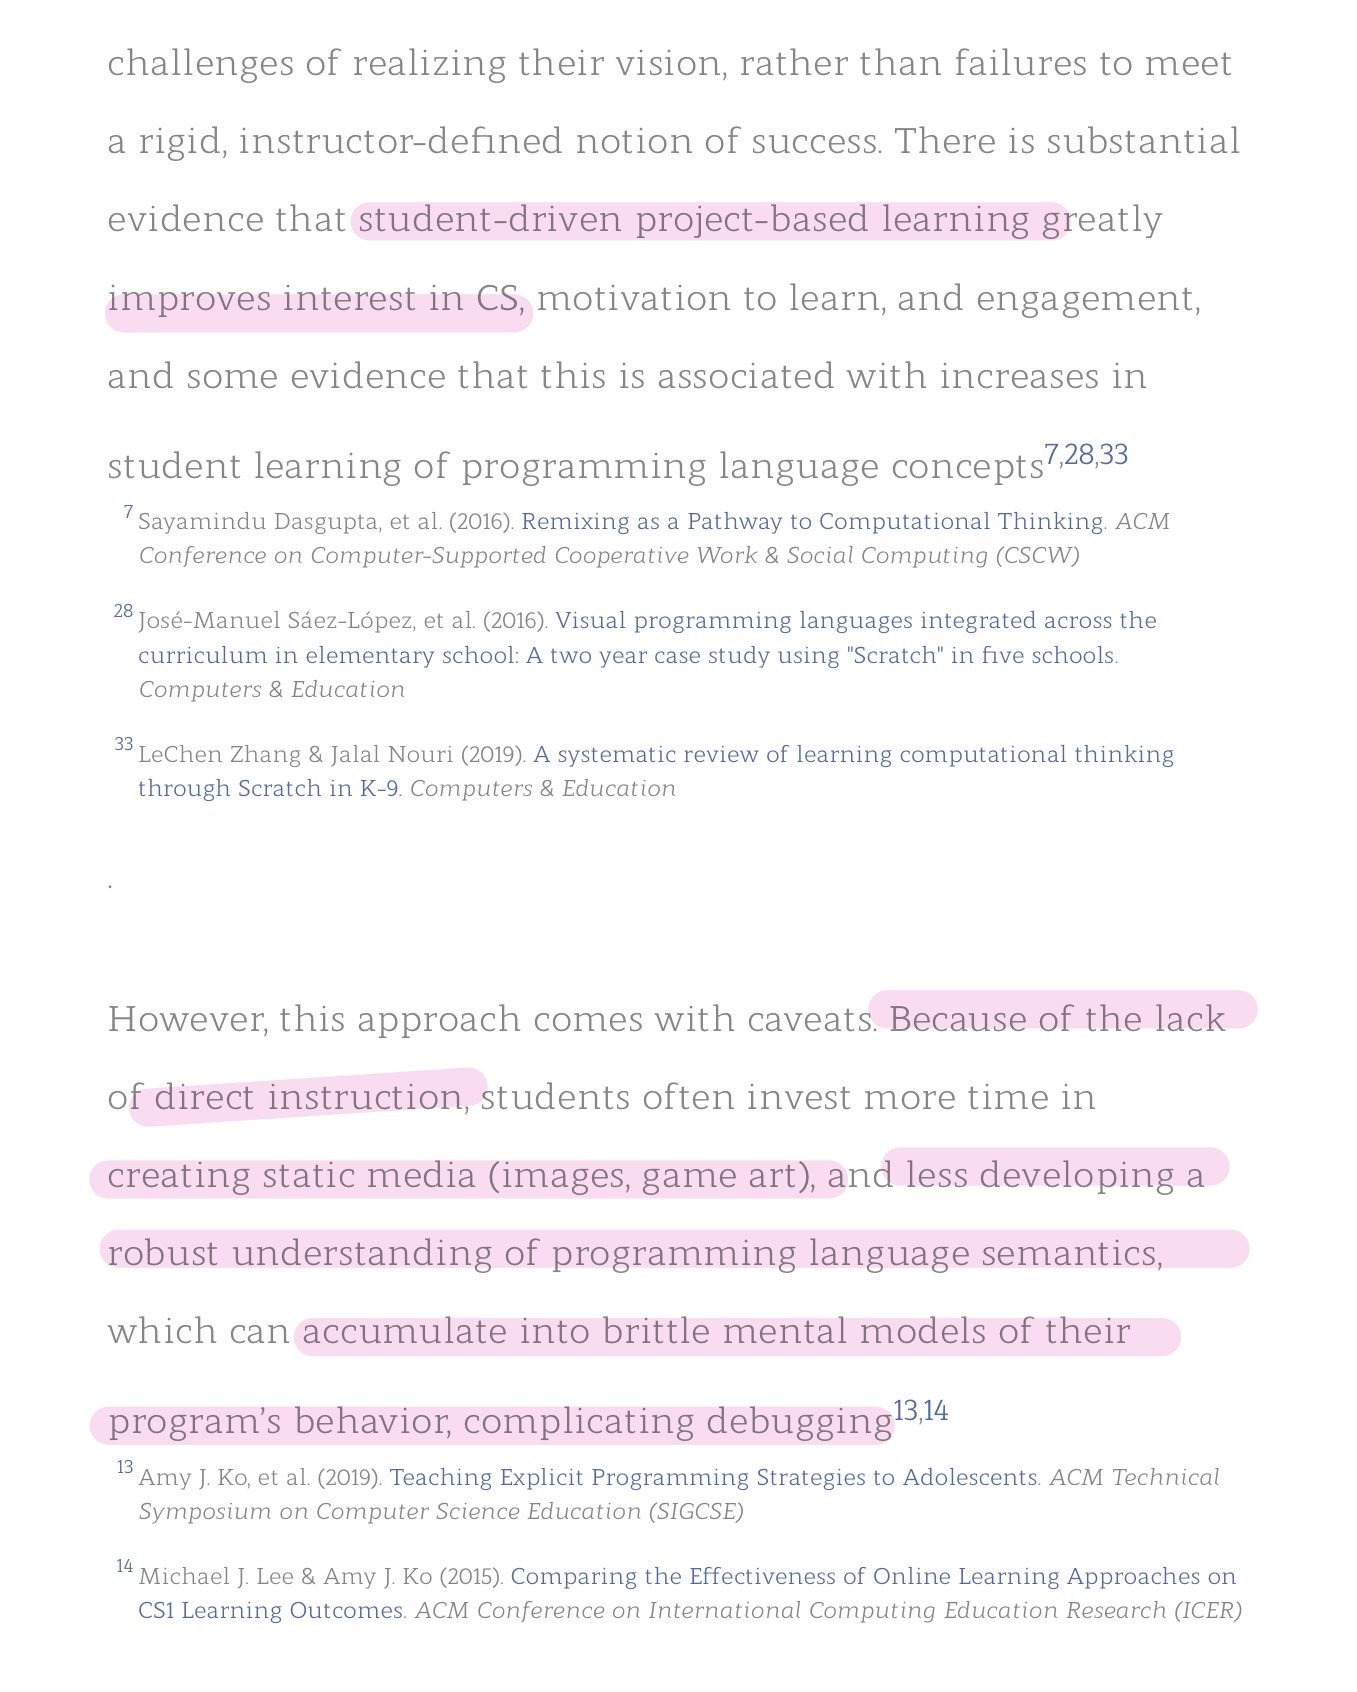 challenges of realizing their vision, rather than failures to meet
a rigid, instructor-defined notion of success. There is substantial
evidence that student-driven project-based learning greatly
improves interest in CS, motivation to learn, and engagement,
and some evidence that this is associated with increases in
student learning of programming language concepts7,28,33
7 Sayamindu Dasgupta, et al. (2016). Remixing as a Pathway to Computational Thinking. ACM
Conference on Computer-Supported Cooperative Work & Social Computing (CSCW)
28 José-Manuel Sáez-López, et al. (2016). Visual programming languages integrated across the
curriculum in elementary school: A two year case study using "Scratch" in five schools.
Computers & Education
33 LeChen Zhang & Jalal Nouri (2019). A systematic review of learning computational thinking
through Scratch in K-9. Computers & Education
.
However, this approach comes with caveats. Because of the lack
of direct instruction, students often invest more time in
creating static media (images, game art), and less developing a
robust understanding of programming language semantics,
which can accumulate into brittle mental models of their
program’s behavior, complicating debugging13,14
13 Amy J. Ko, et al. (2019). Teaching Explicit Programming Strategies to Adolescents. ACM Technical
Symposium on Computer Science Education (SIGCSE)
14 Michael J. Lee & Amy J. Ko (2015). Comparing the Effectiveness of Online Learning Approaches on
CS1 Learning Outcomes. ACM Conference on International Computing Education Research (ICER)